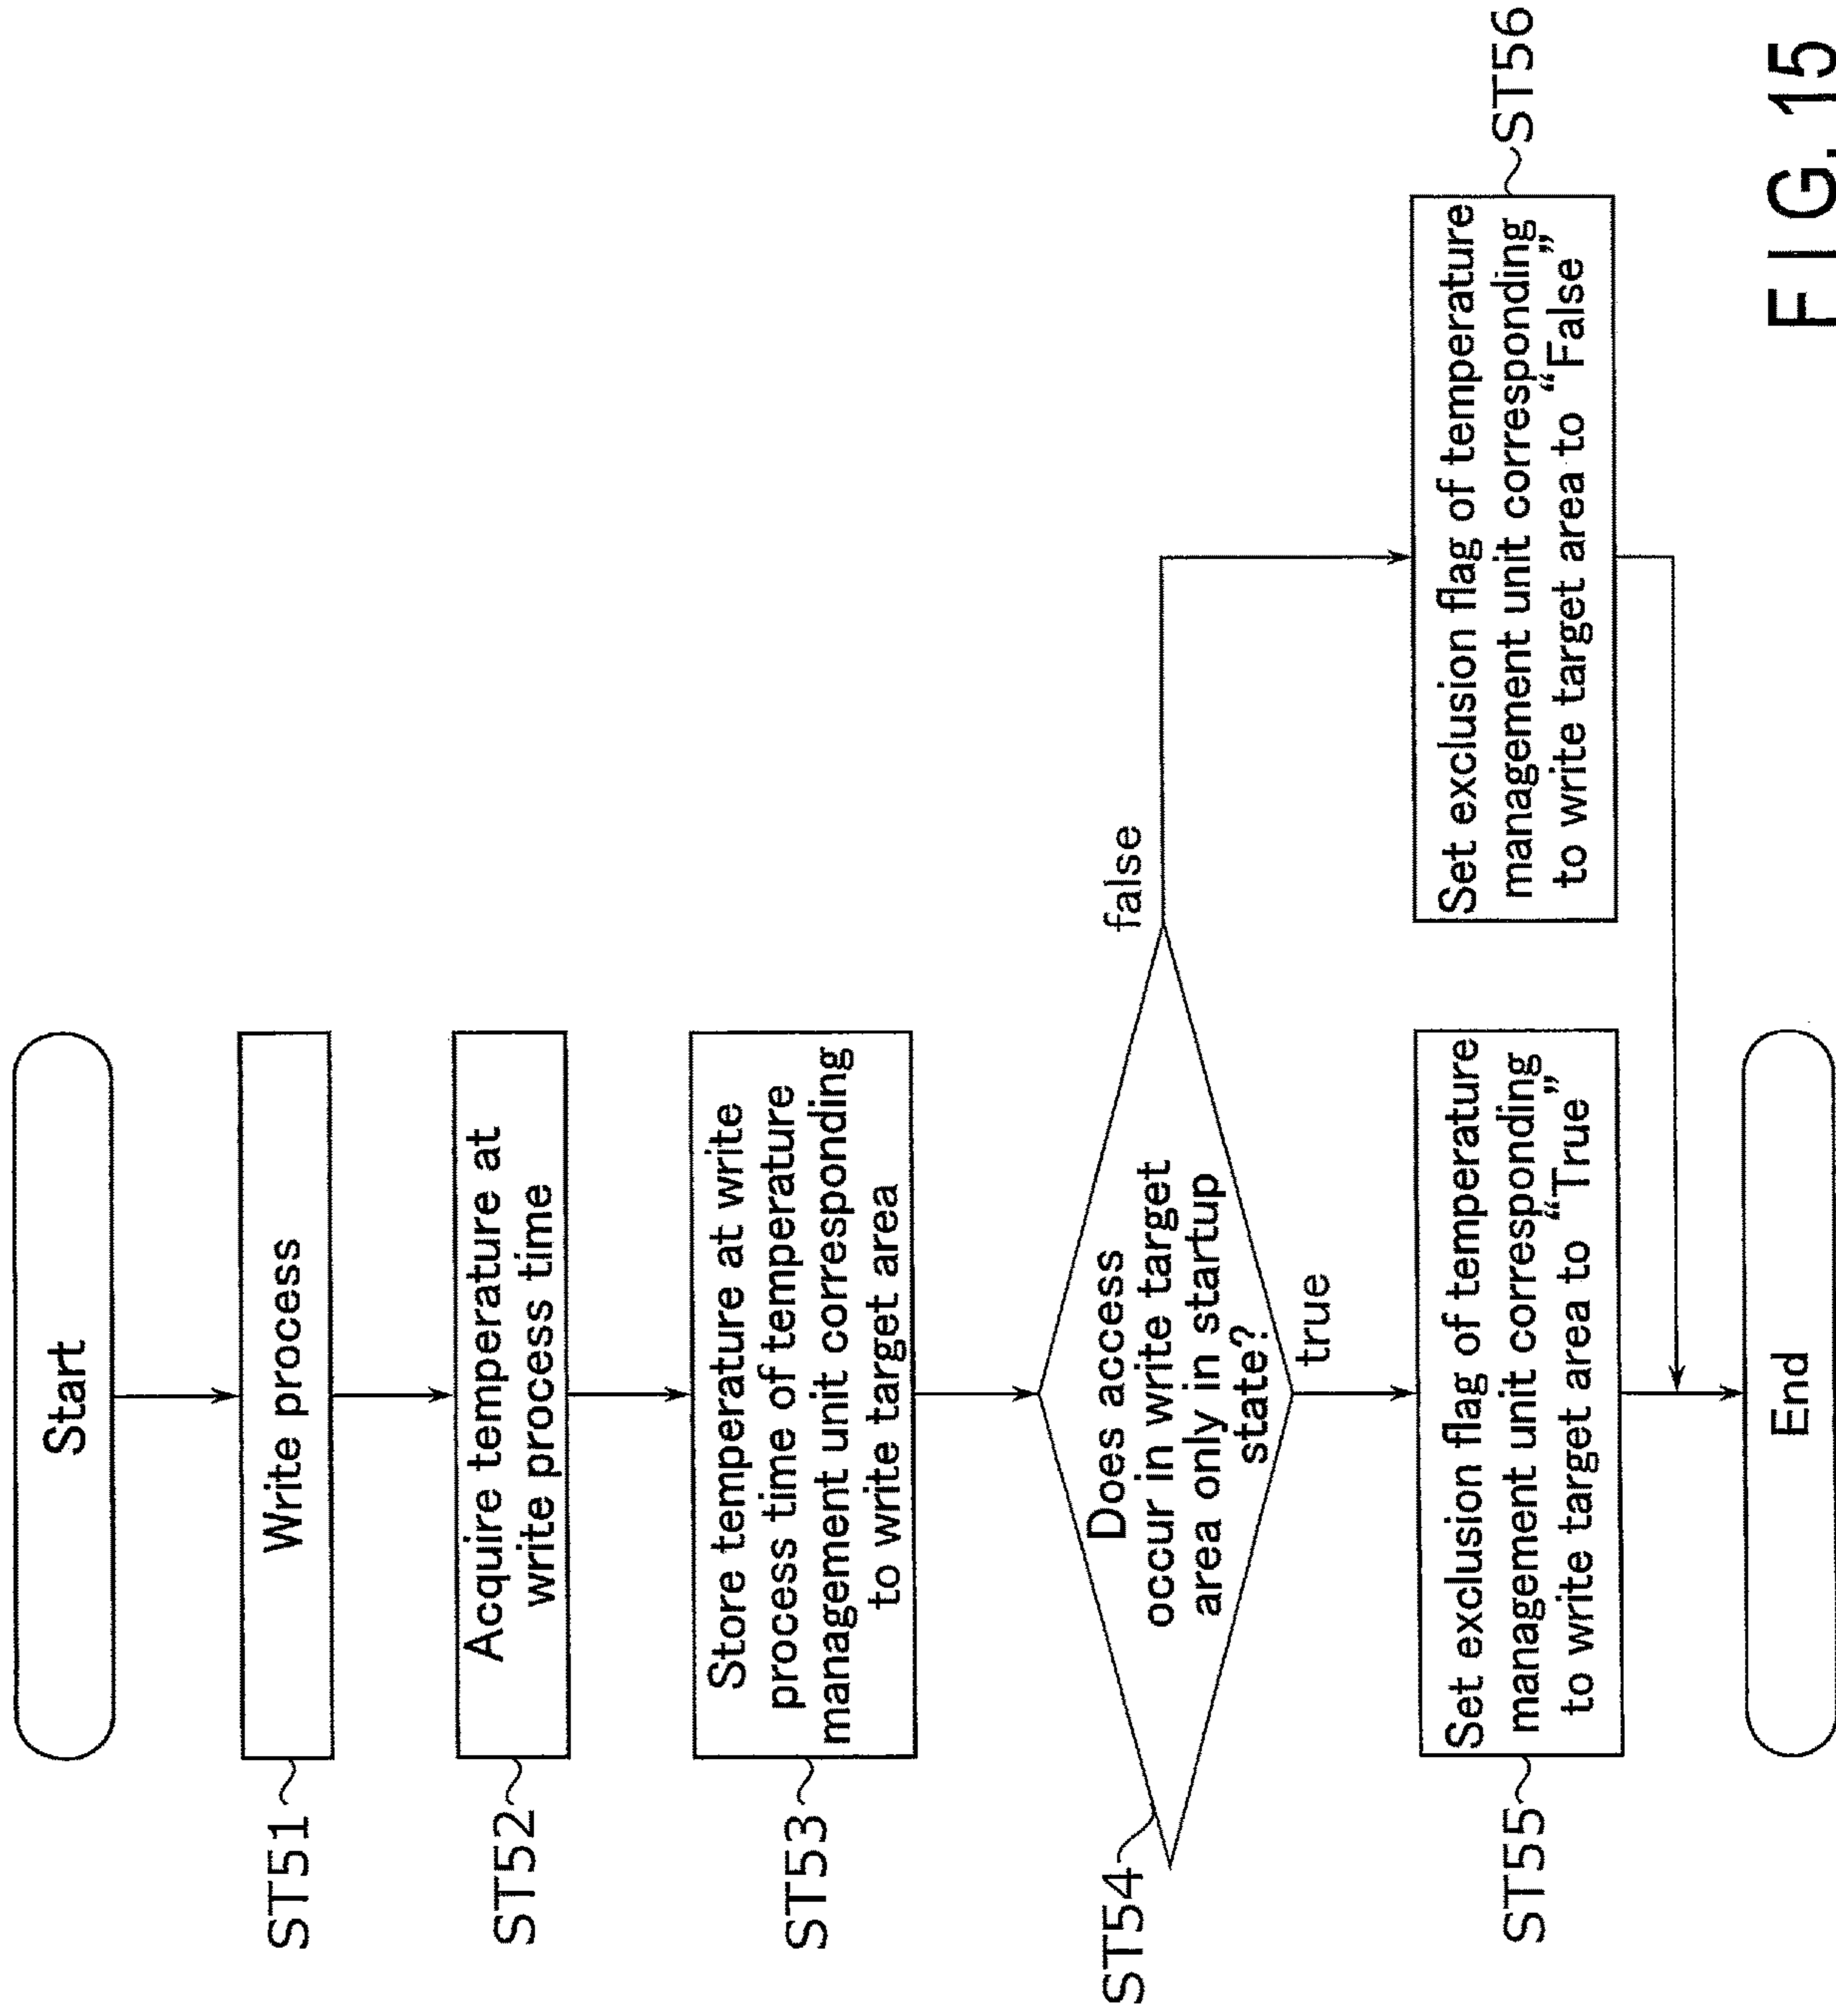 Start
ST51
Write process
ST52
Acquire temperature at
write process time
ST53
Store temperature at write
process time of temperature
management unit corresponding
to write target area
ST54
Does access
occur in write target
area only in startup
state?
false
true
ST55
Set exclusion flag of temperature
management unit corresponding
to write target area to “True”
ST56
Set exclusion flag of temperature
management unit corresponding
to write target area to “False”
End
FIG. 15